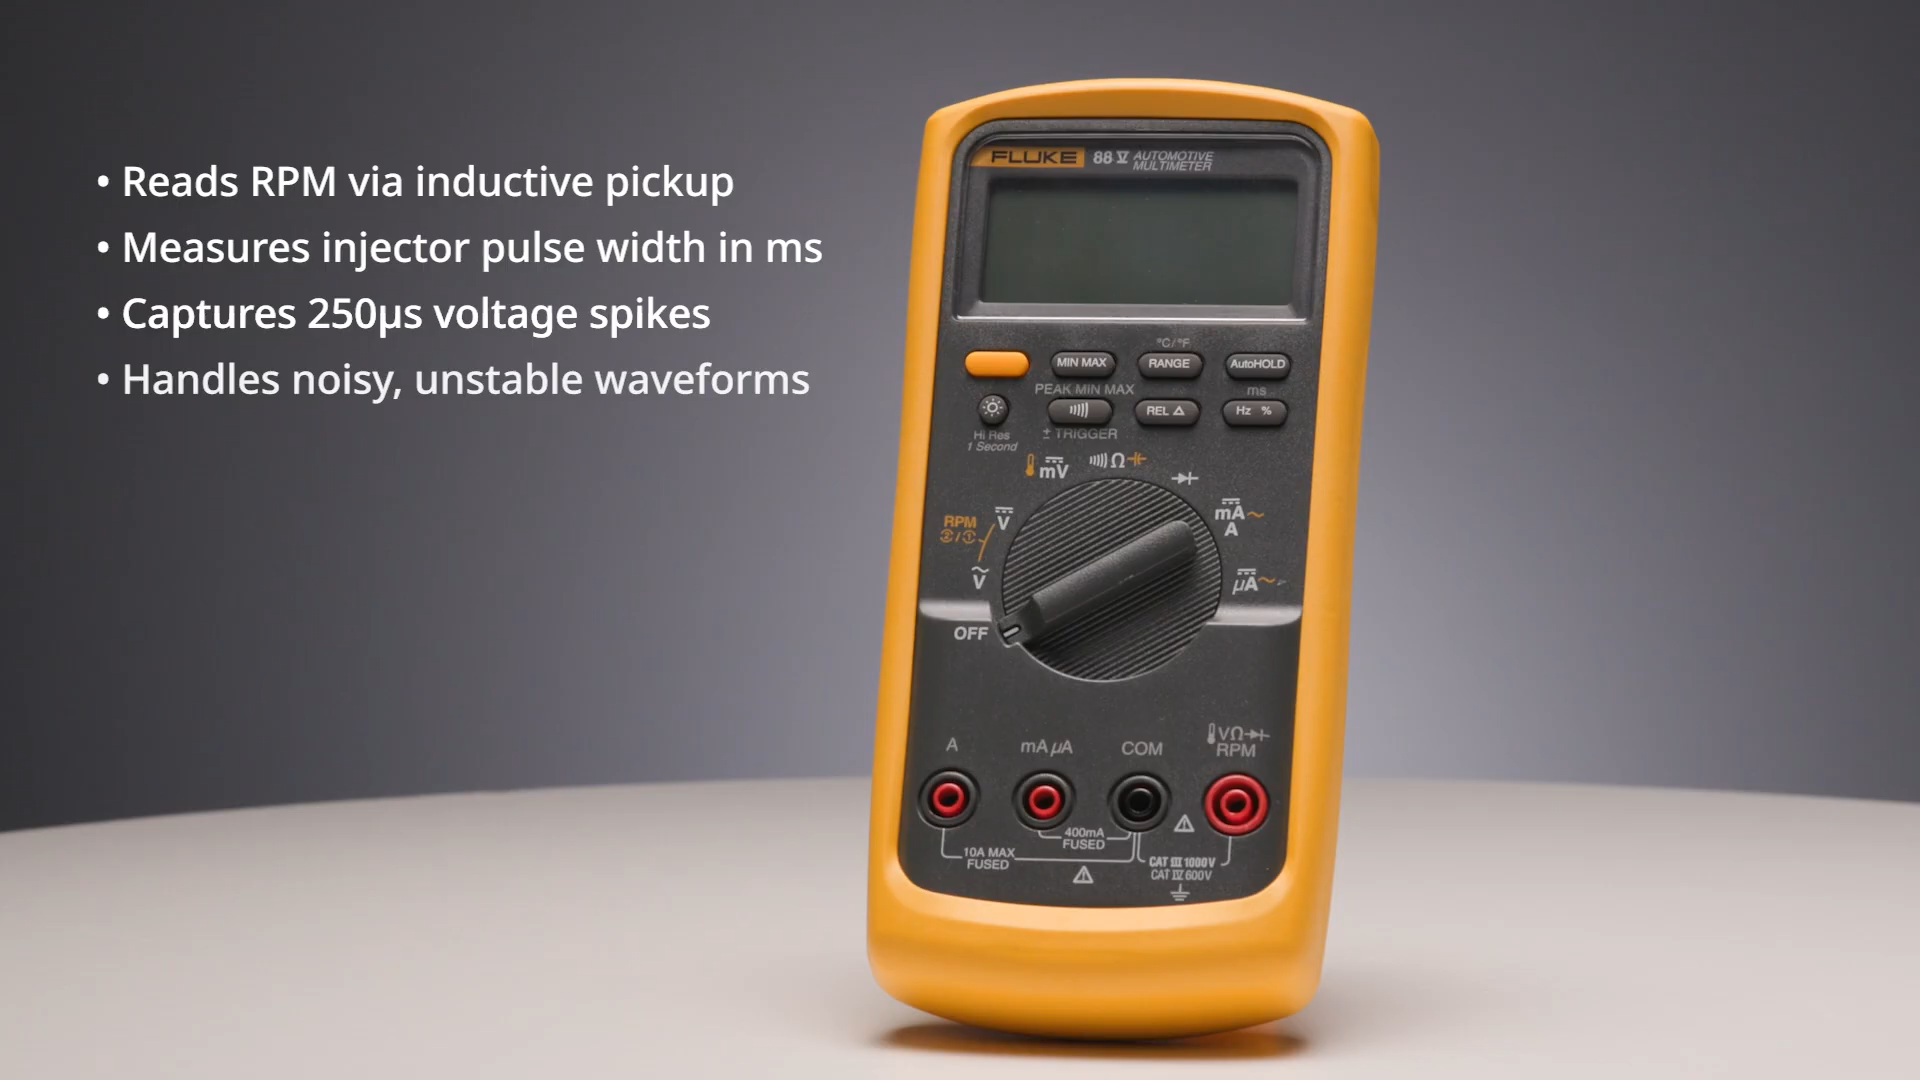 • Reads RPM via inductive pickup
• Measures injector pulse width in ms
• Captures 250µs voltage spikes
• Handles noisy, unstable waveforms
FLUKE 88 V AUTOMOTIVE
MULTIMETER
°C/°F
MIN MAX RANGE AutoHOLD
PEAK MIN MAX ms
REL Δ Hz %
Hi Res ± TRIGGER
1 Second
mV Ω
mA
A
RPM V
②/①
V
µA
OFF
A mA µA COM VΩ
RPM
400mA
FUSED
10A MAX
FUSED
CAT III 1000V
CAT IV 600V